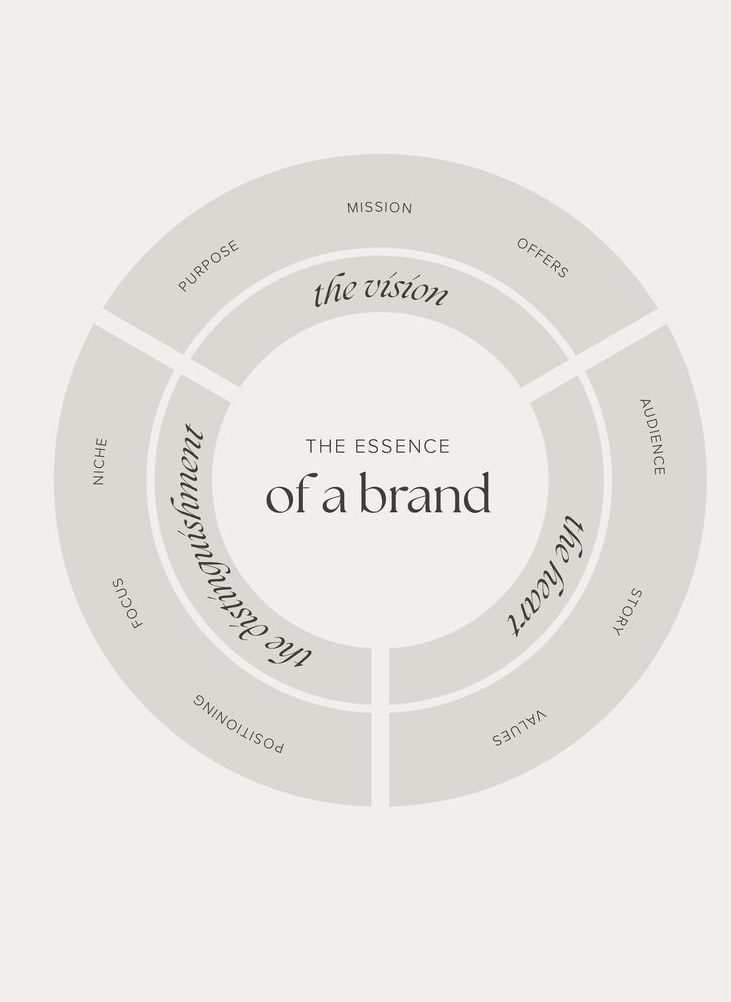 THE ESSENCE
of a brand
the vision
PURPOSE
MISSION
OFFERS
the heart
AUDIENCE
STORY
VALUES
the distinguishment
POSITIONING
FOCUS
NICHE